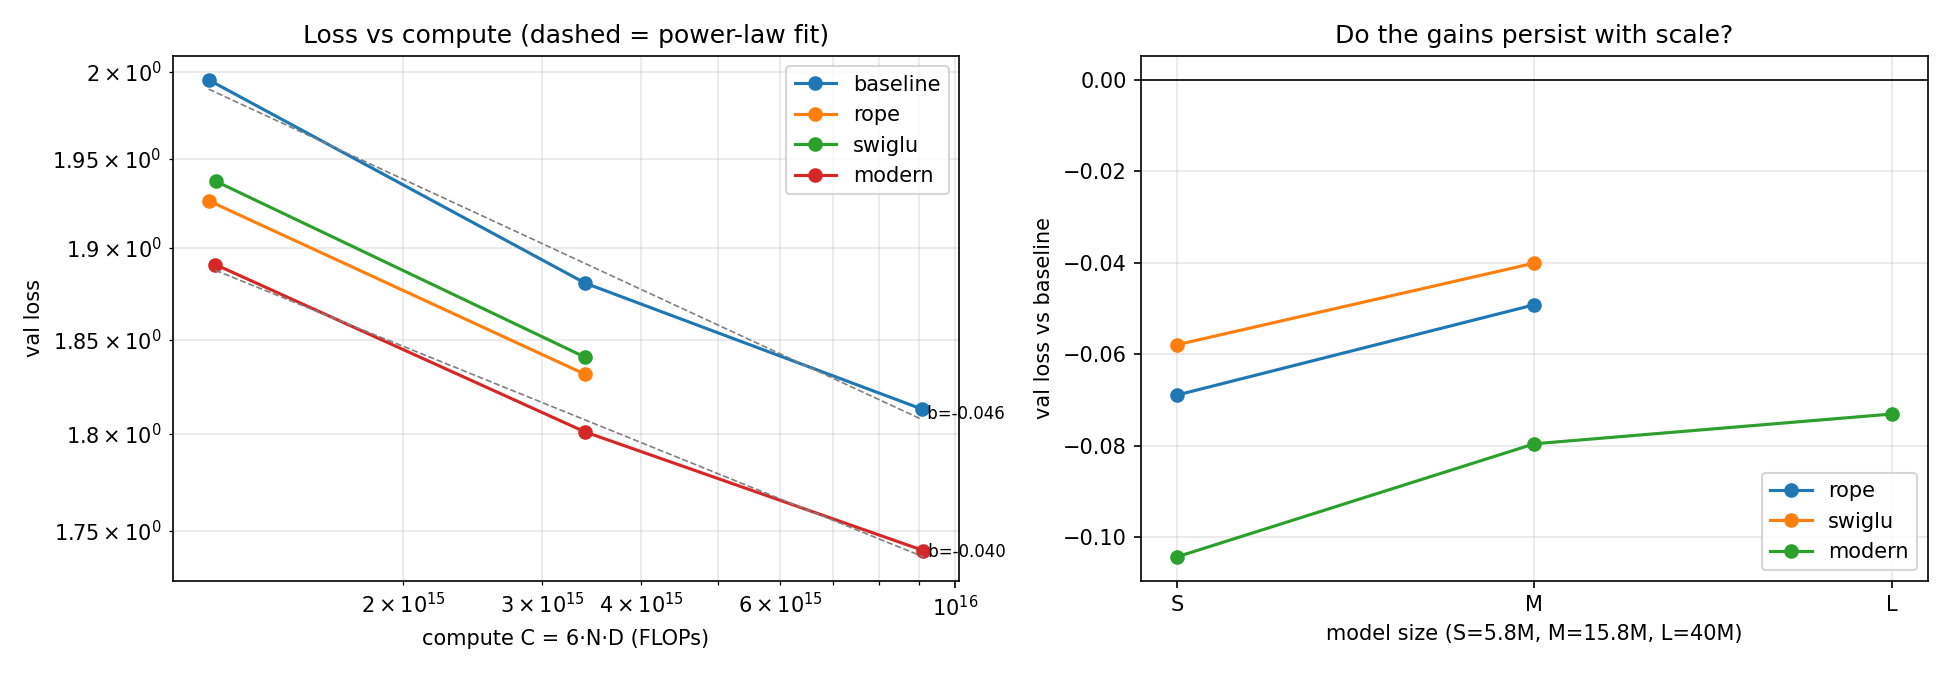 Loss vs compute (dashed = power-law fit)
2 × 10⁰
1.95 × 10⁰
1.9 × 10⁰
1.85 × 10⁰
1.8 × 10⁰
1.75 × 10⁰
val loss
baseline
rope
swiglu
modern
b=-0.046
b=-0.040
2 × 10¹⁵
3 × 10¹⁵
4 × 10¹⁵
6 × 10¹⁵
10¹⁶
compute C = 6·N·D (FLOPs)
Do the gains persist with scale?
0.00
−0.02
−0.04
−0.06
−0.08
−0.10
val loss vs baseline
rope
swiglu
modern
S
M
L
model size (S=5.8M, M=15.8M, L=40M)